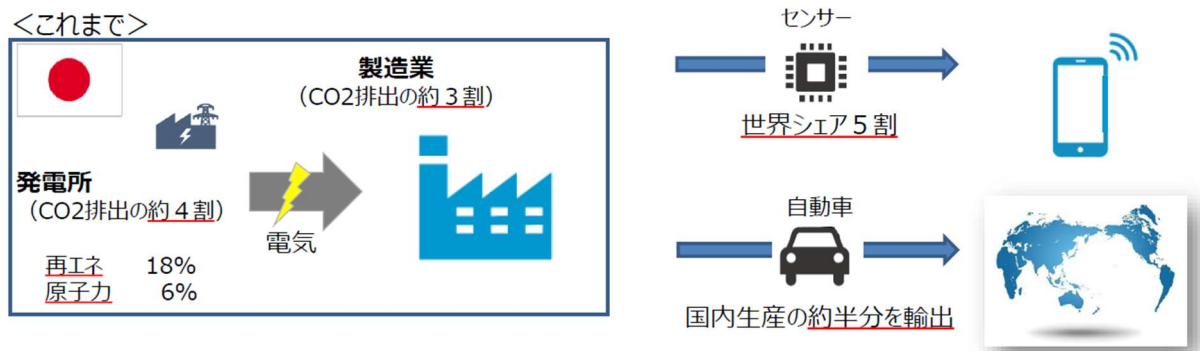 ＜これまで＞
製造業
（CO2排出の約３割）
発電所
（CO2排出の約４割）
再エネ 18%
原子力 6%
電気
センサー
世界シェア５割
自動車
国内生産の約半分を輸出